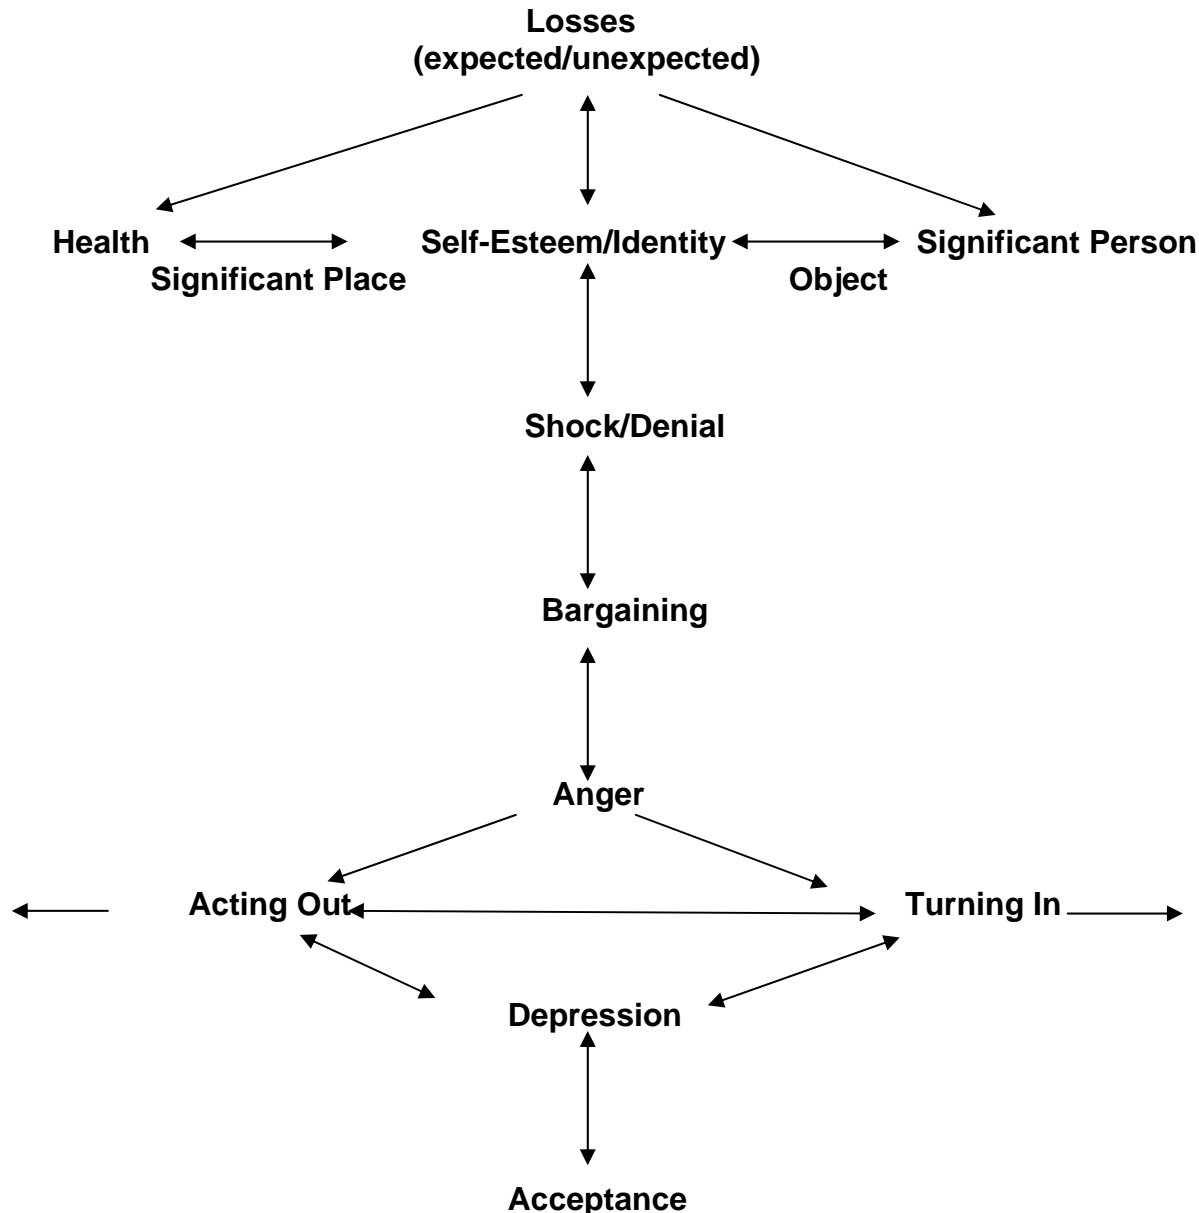 Losses
(expected/unexpected)
Health
Self-Esteem/Identity
Significant Person
Significant Place
Object
Shock/Denial
Bargaining
Anger
Acting Out
Turning In
Depression
Acceptance